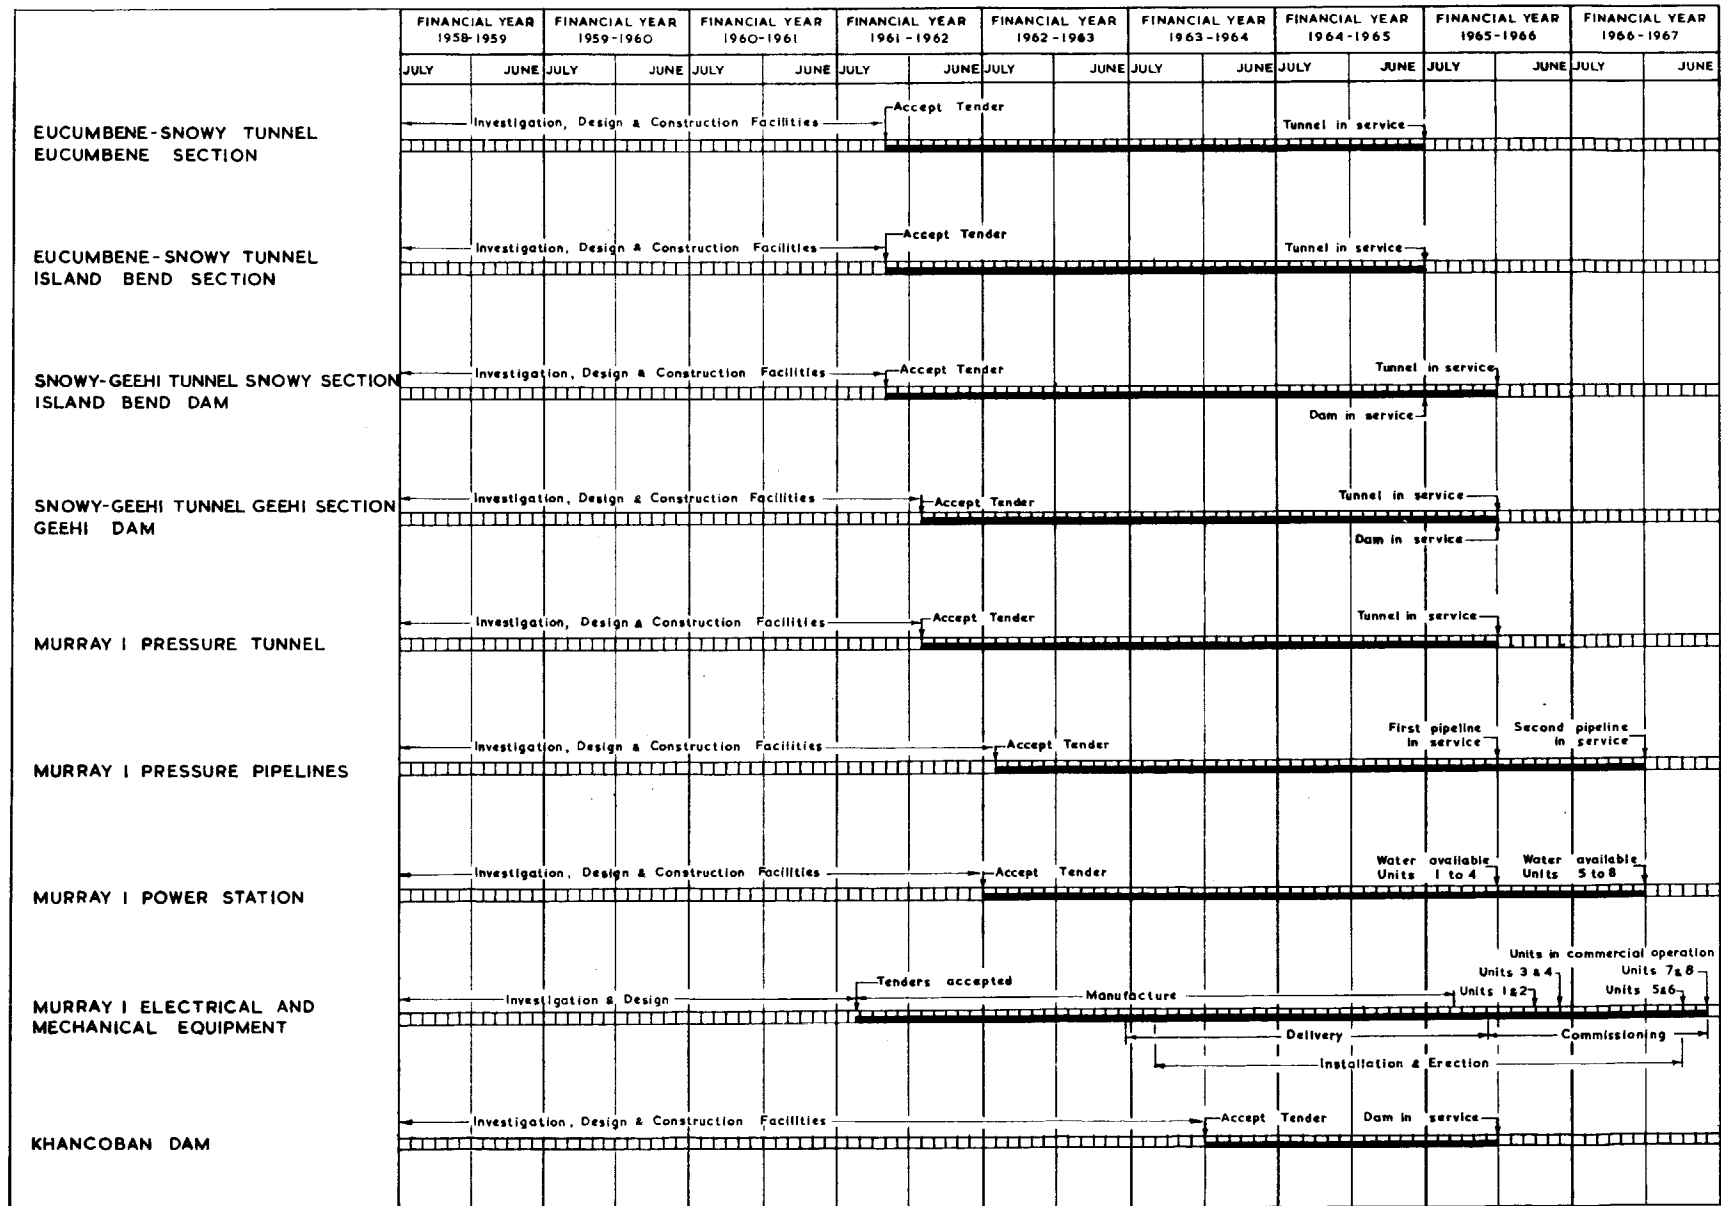 FINANCIAL YEAR 1958-1959
FINANCIAL YEAR 1959-1960
FINANCIAL YEAR 1960-1961
FINANCIAL YEAR 1961-1962
FINANCIAL YEAR 1962-1963
FINANCIAL YEAR 1963-1964
FINANCIAL YEAR 1964-1965
FINANCIAL YEAR 1965-1966
FINANCIAL YEAR 1966-1967
JULY JUNE JULY JUNE JULY JUNE JULY JUNE JULY JUNE JULY JUNE JULY JUNE JULY JUNE JULY JUNE
EUCUMBENE-SNOWY TUNNEL
EUCUMBENE SECTION
Investigation, Design & Construction Facilities
Accept Tender
Tunnel in service
EUCUMBENE-SNOWY TUNNEL
ISLAND BEND SECTION
Investigation, Design & Construction Facilities
Accept Tender
Tunnel in service
SNOWY-GEEHI TUNNEL SNOWY SECTION
ISLAND BEND DAM
Investigation, Design & Construction Facilities
Accept Tender
Tunnel in service
Dam in service
SNOWY-GEEHI TUNNEL GEEHI SECTION
GEEHI DAM
Investigation, Design & Construction Facilities
Accept Tender
Tunnel in service
Dam in service
MURRAY I PRESSURE TUNNEL
Investigation, Design & Construction Facilities
Accept Tender
Tunnel in service
MURRAY I PRESSURE PIPELINES
Investigation, Design & Construction Facilities
Accept Tender
First pipeline
in service
Second pipeline
in service
MURRAY I POWER STATION
Investigation, Design & Construction Facilities
Accept Tender
Water available
Units 1 to 4
Water available
Units 5 to 8
MURRAY I ELECTRICAL AND
MECHANICAL EQUIPMENT
Investigation & Design
Tenders accepted
Manufacture
Units in commercial operation
Units 3 & 4
Units 7 & 8
Units 1 & 2
Units 5 & 6
Delivery
Commissioning
Installation & Erection
KHANCOBAN DAM
Investigation, Design & Construction Facilities
Accept Tender
Dam in service